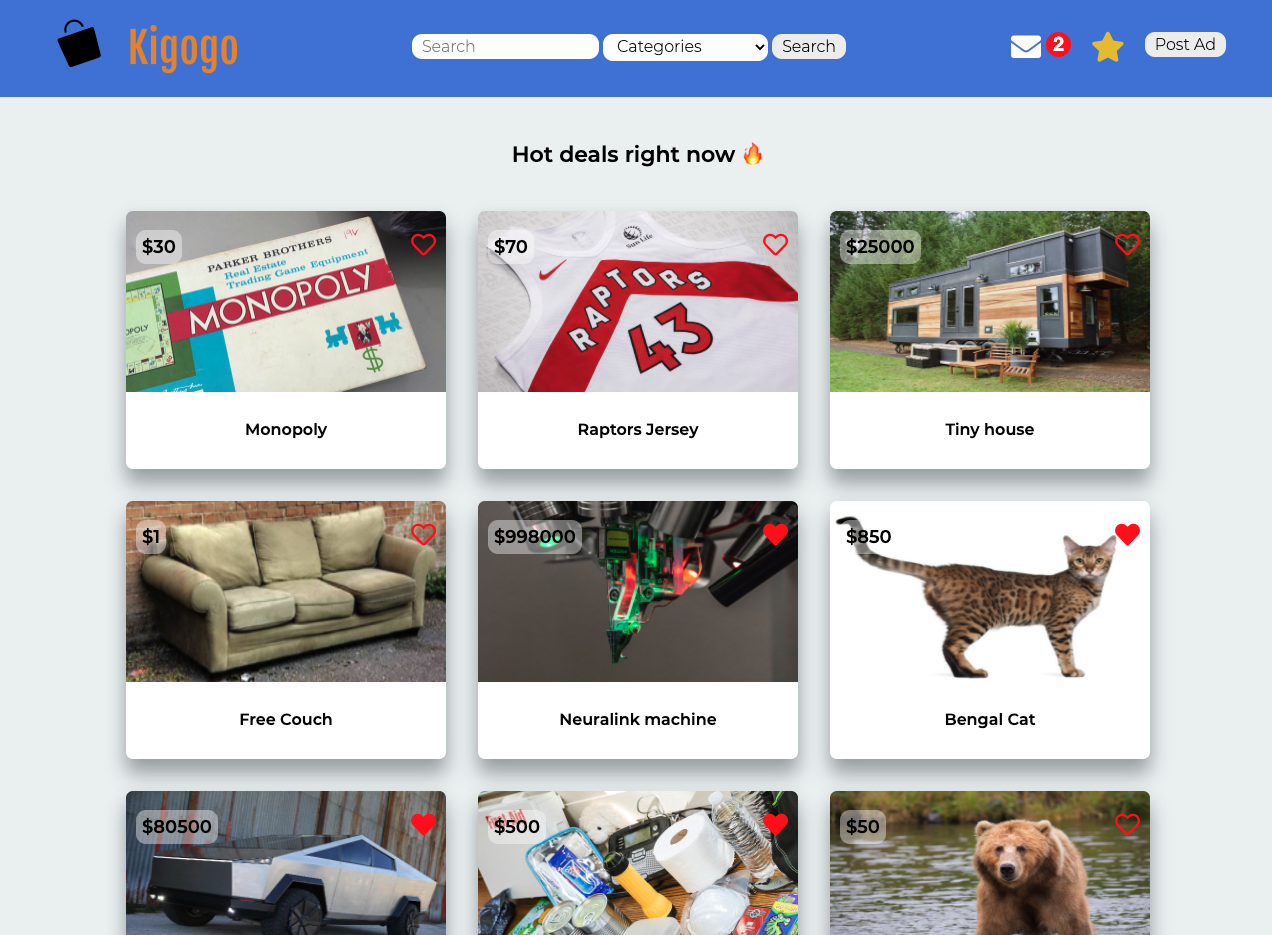 Kigogo
Search
Categories
Search
2
Post Ad
Hot deals right now 🔥
$30
PARKER BROTHERS
Real Estate
Trading Game Equipment
MONOPOLY
$
$70
Sun Life
RAPTORS
43
$25000
Monopoly
Raptors Jersey
Tiny house
$1
$998000
$850
Free Couch
Neuralink machine
Bengal Cat
$80500
$500
$50